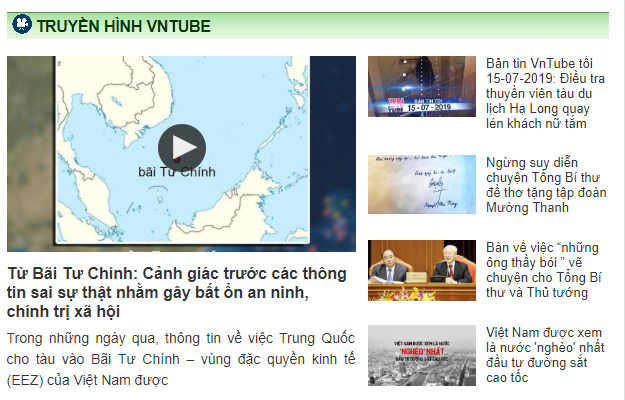 TRUYỀN HÌNH VNTUBE
bãi Tư Chính
Từ Bãi Tư Chính: Cảnh giác trước các thông
tin sai sự thật nhằm gây bất ổn an ninh,
chính trị xã hội
Trong những ngày qua, thông tin về việc Trung Quốc
cho tàu vào Bãi Tư Chính – vùng đặc quyền kinh tế
(EEZ) của Việt Nam được
BẢN TIN TỐI
TUBE
15 - 07 - 2019
Bản tin VnTube tối
15-07-2019: Điều tra
thuyền viên tàu du
lịch Hạ Long quay
lén khách nữ tắm
Ngừng suy diễn
chuyện Tổng Bí thư
đề thơ tặng tập đoàn
Mường Thanh
Bàn về việc “những
ông thầy bói ” vẽ
chuyện cho Tổng Bí
thư và Thủ tướng
VIỆT NAM ĐƯỢC XEM LÀ NƯỚC
'NGHÈO' NHẤT
ĐẦU TƯ ĐƯỜNG SẮT CAO TỐC
Việt Nam được xem
là nước 'nghèo' nhất
đầu tư đường sắt
cao tốc